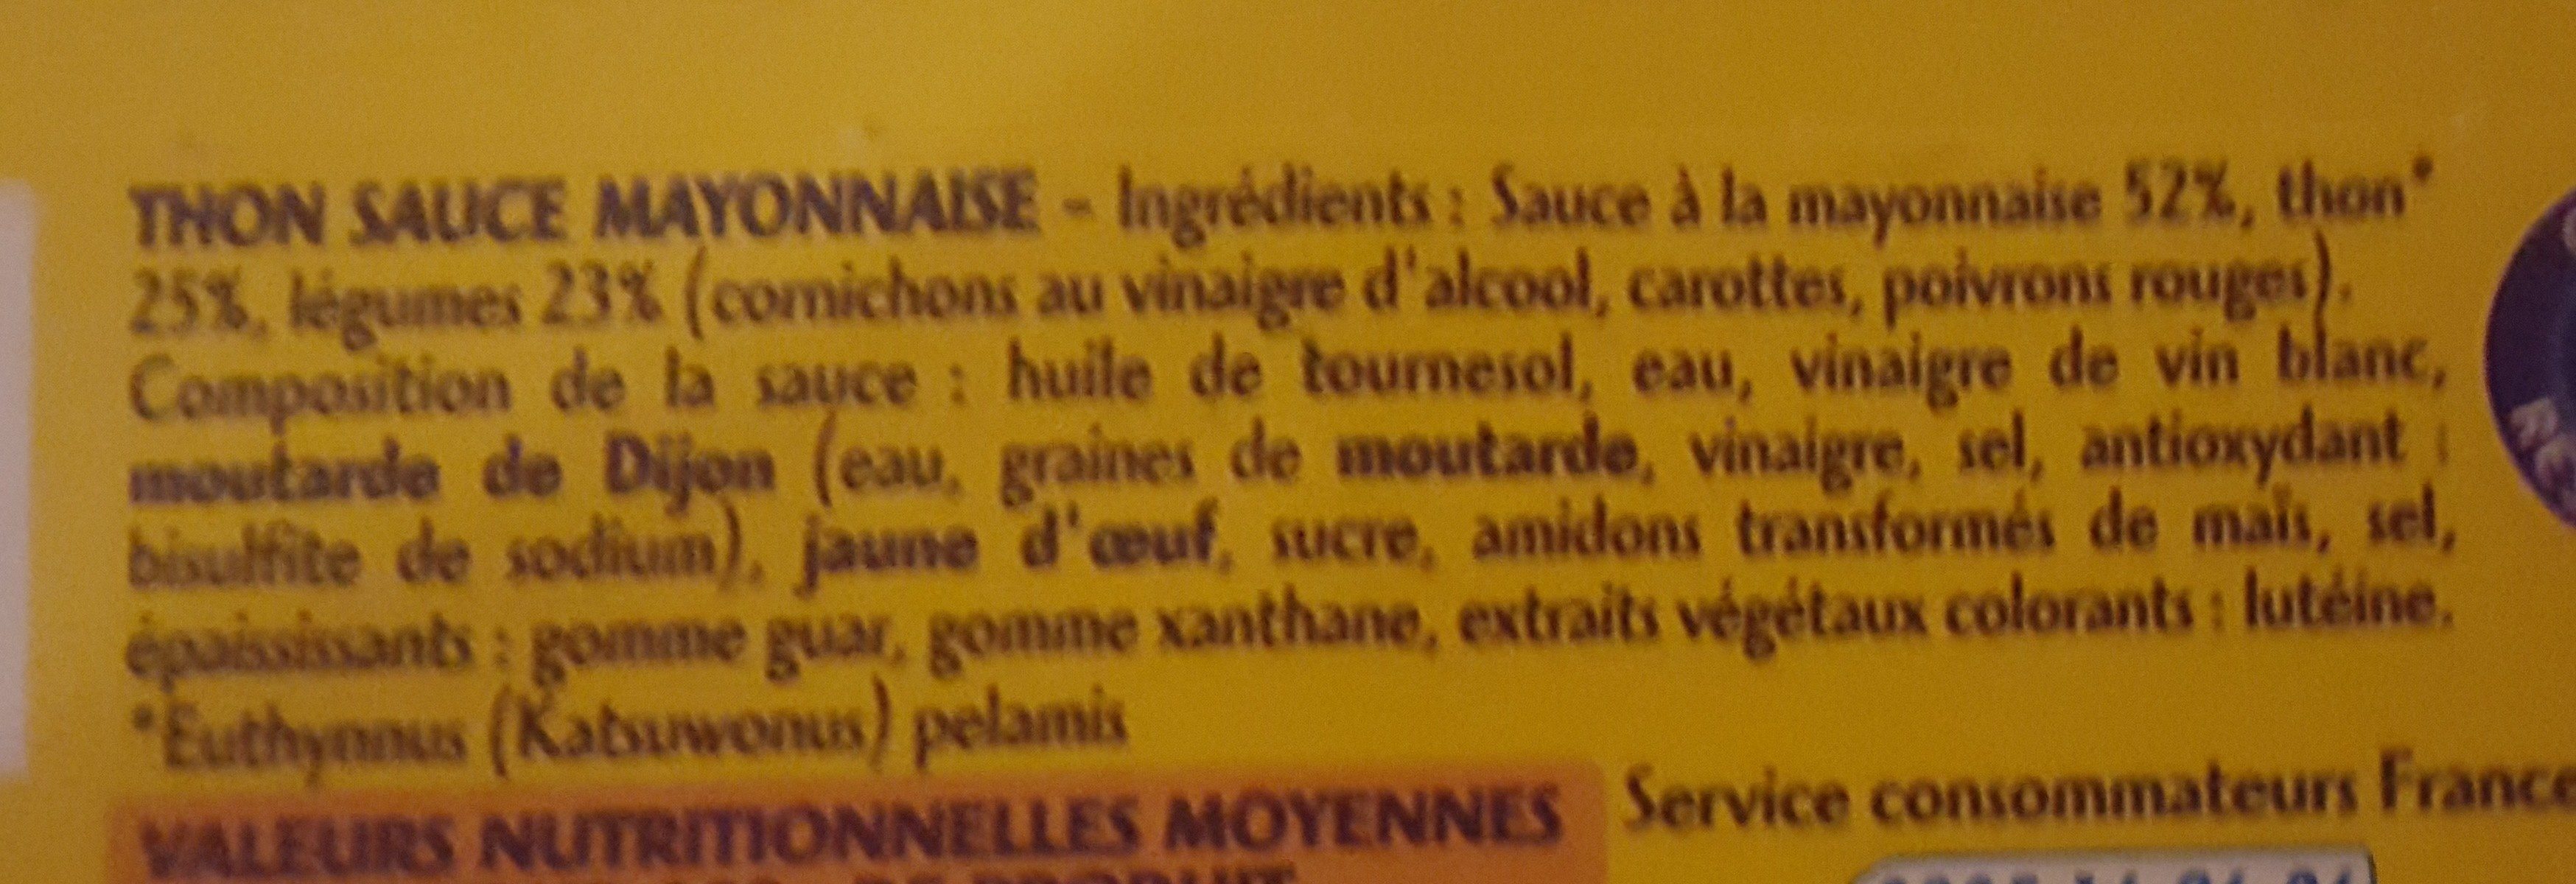 THON SAUCE MAYONNAISE - Ingrédients : Sauce à la mayonnaise 52%, thon*
25%, légumes 23% (cornichons au vinaigre d'alcool, carottes, poivrons rouges).
Composition de la sauce : huile de tournesol, eau, vinaigre de vin blanc,
moutarde de Dijon (eau, graines de moutarde, vinaigre, sel, antioxydant :
bisulfite de sodium), jaune d'œuf, sucre, amidons transformés de maïs, sel,
épaississants : gomme guar, gomme xanthane, extraits végétaux colorants : lutéine.
*Euthynnus (Katsuwonus) pelamis
VALEURS NUTRITIONNELLES MOYENNES
Service consommateurs France